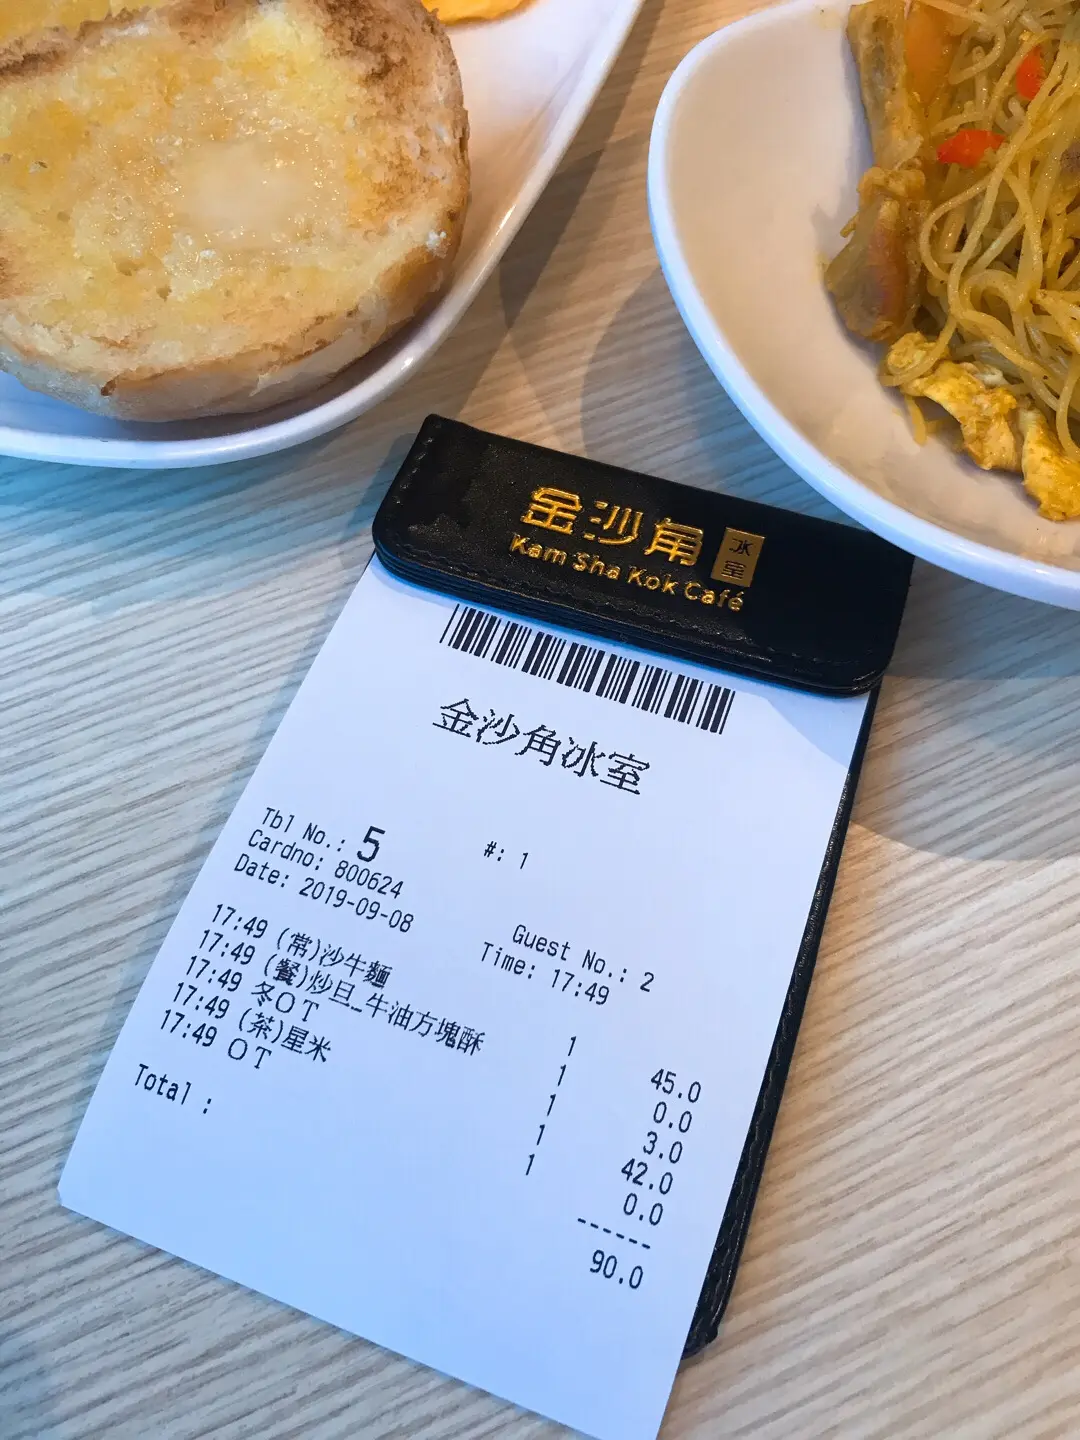 金沙角 冰室
Kam Sha Kok Café
金沙角冰室
Tbl No.: 5 #: 1
Cardno: 800624
Date: 2019-09-08 Guest No.: 2
Time: 17:49
17:49 (常)沙牛麵 1 45.0
17:49 (餐)炒旦_牛油方塊酥 1 0.0
17:49 冬OT 1 3.0
17:49 (茶)星米 1 42.0
17:49 OT 1 0.0
------
Total : 90.0